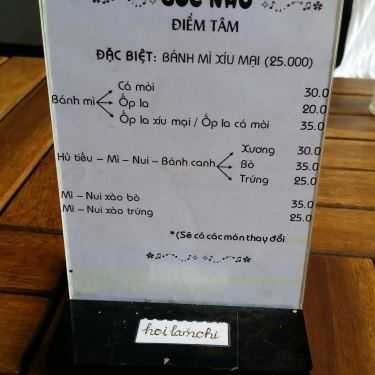 GÓC NHỎ
ĐIỂM TÂM
ĐẶC BIỆT: BÁNH MÌ XÍU MẠI (25.000)
Bánh mì
Cá mòi 30.0
Ốp la 20.0
Ốp la xíu mại / Ốp la cá mòi 35.0
Hủ tiếu – Mì – Nui – Bánh canh
Xương 30.0
Bò 35.0
Trứng 25.0
Mì – Nui xào bò 35.0
Mì – Nui xào trứng 25.0
*(Sẽ có các món thay đổi